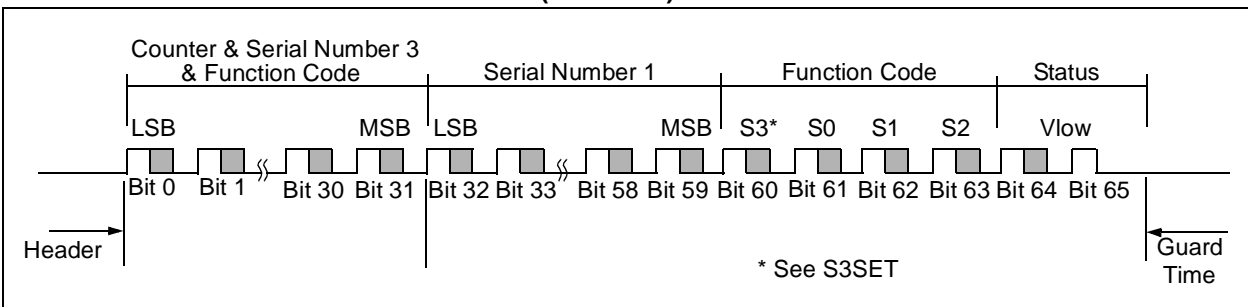 Counter & Serial Number 3
& Function Code
Serial Number 1
Function Code
Status
LSB
MSB
LSB
MSB
S3*
S0
S1
S2
Vlow
Bit 0
Bit 1
Bit 30
Bit 31
Bit 32
Bit 33
Bit 58
Bit 59
Bit 60
Bit 61
Bit 62
Bit 63
Bit 64
Bit 65
Header
Guard
Time
* See S3SET